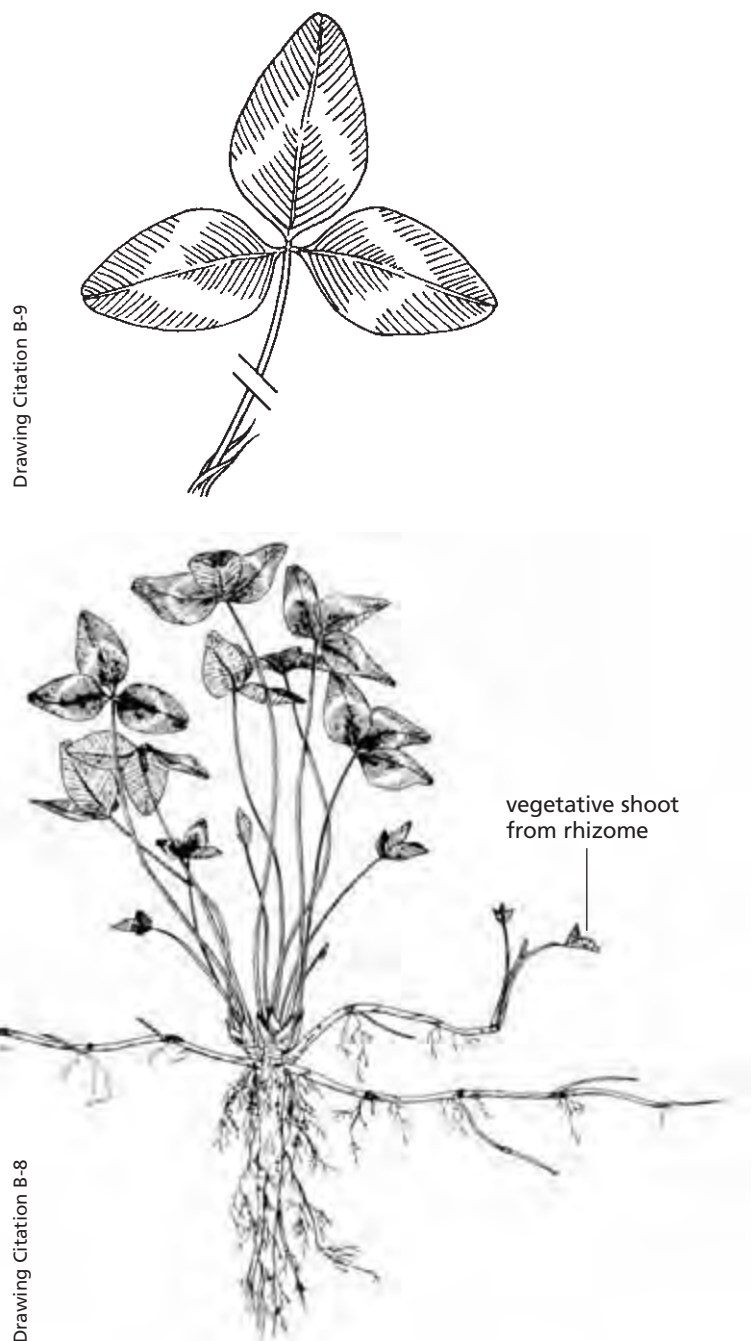 Drawing Citation B-9
vegetative shoot
from rhizome
Drawing Citation B-8